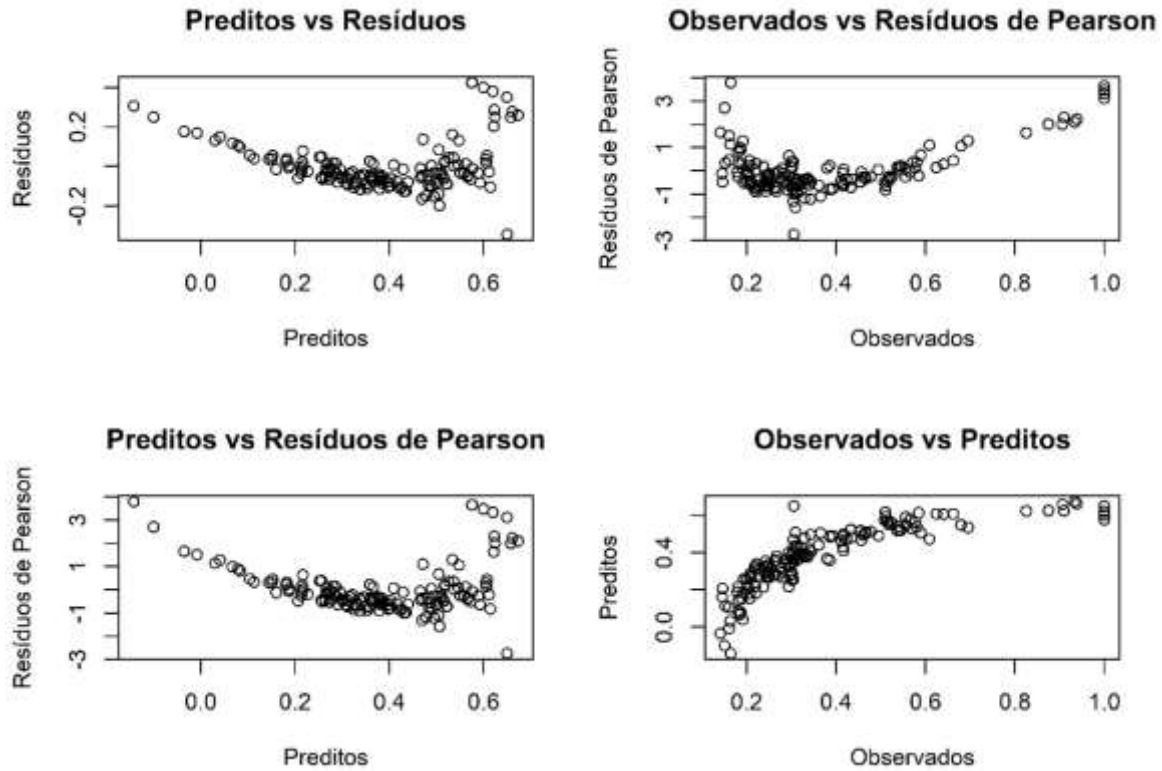 Preditos vs Resíduos
Resíduos
0.2
-0.2
0.0 0.2 0.4 0.6
Preditos
Observados vs Resíduos de Pearson
Resíduos de Pearson
3
1
-1
-3
0.2 0.4 0.6 0.8 1.0
Observados
Preditos vs Resíduos de Pearson
Resíduos de Pearson
3
1
-1
-3
0.0 0.2 0.4 0.6
Preditos
Observados vs Preditos
Preditos
0.4
0.0
0.2 0.4 0.6 0.8 1.0
Observados